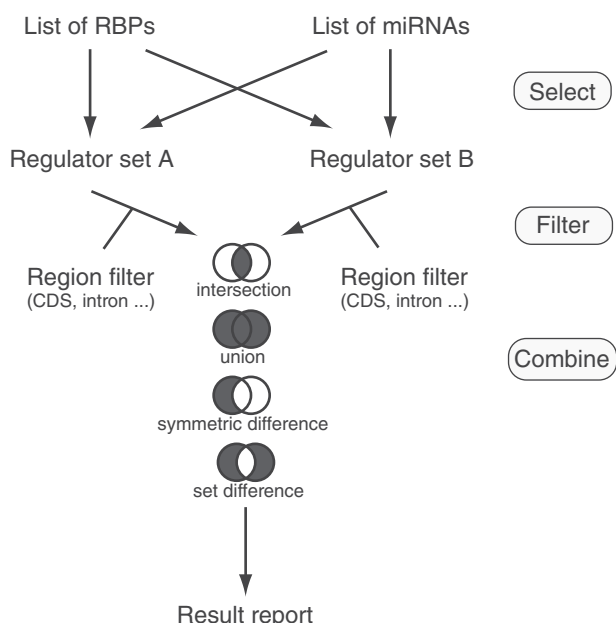 List of RBPs
List of miRNAs
Select
Regulator set A
Regulator set B
Filter
Region filter
(CDS, intron ...)
Region filter
(CDS, intron ...)
intersection
union
Combine
symmetric difference
set difference
Result report